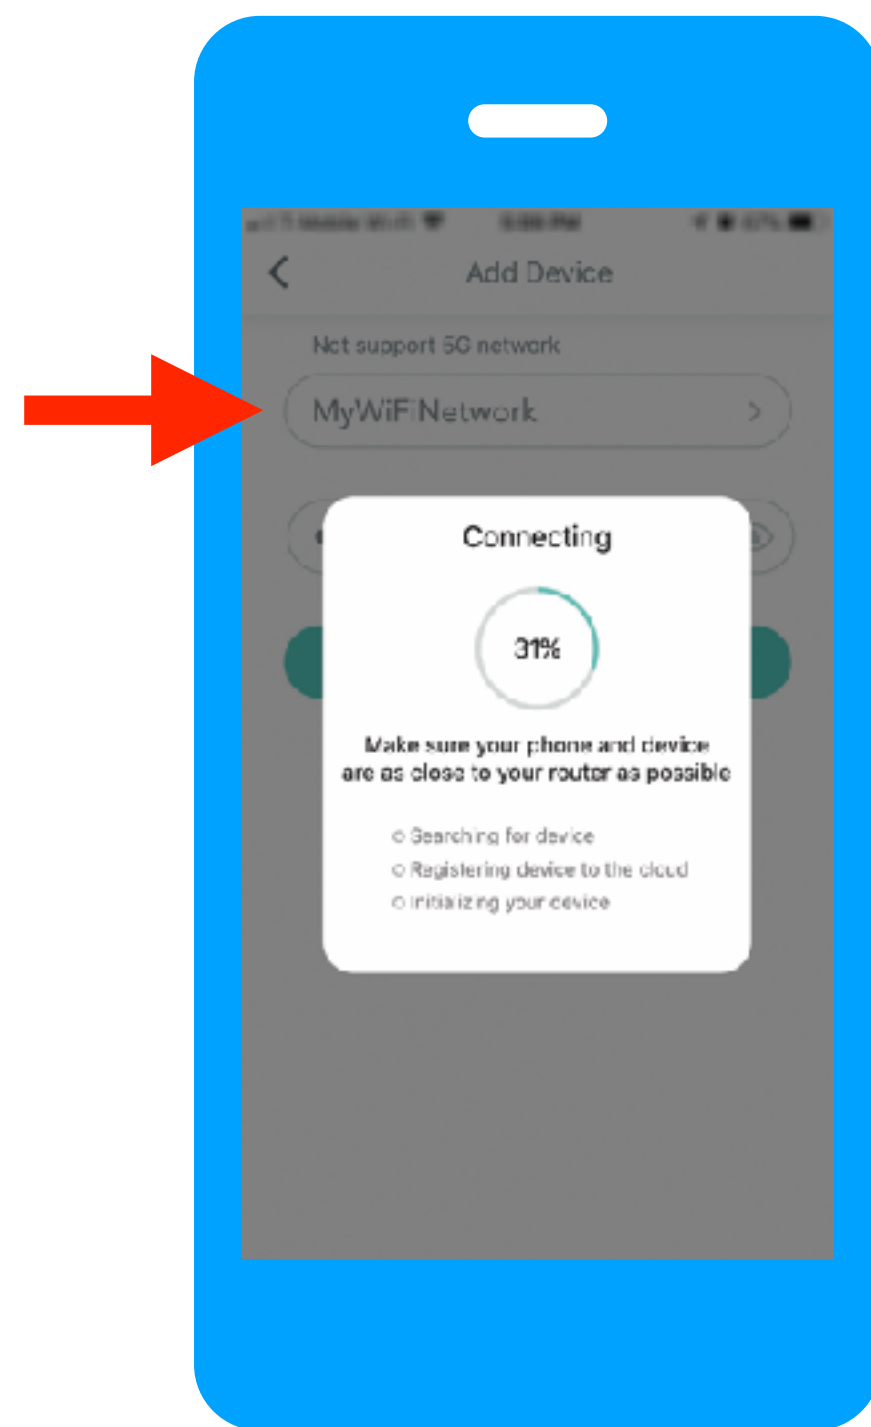 Add Device
Not support 5G network
MyWiFiNetwork
Connecting
31%
Make sure your phone and device
are as close to your router as possible
Searching for device
Registering device to the cloud
Initializing your device